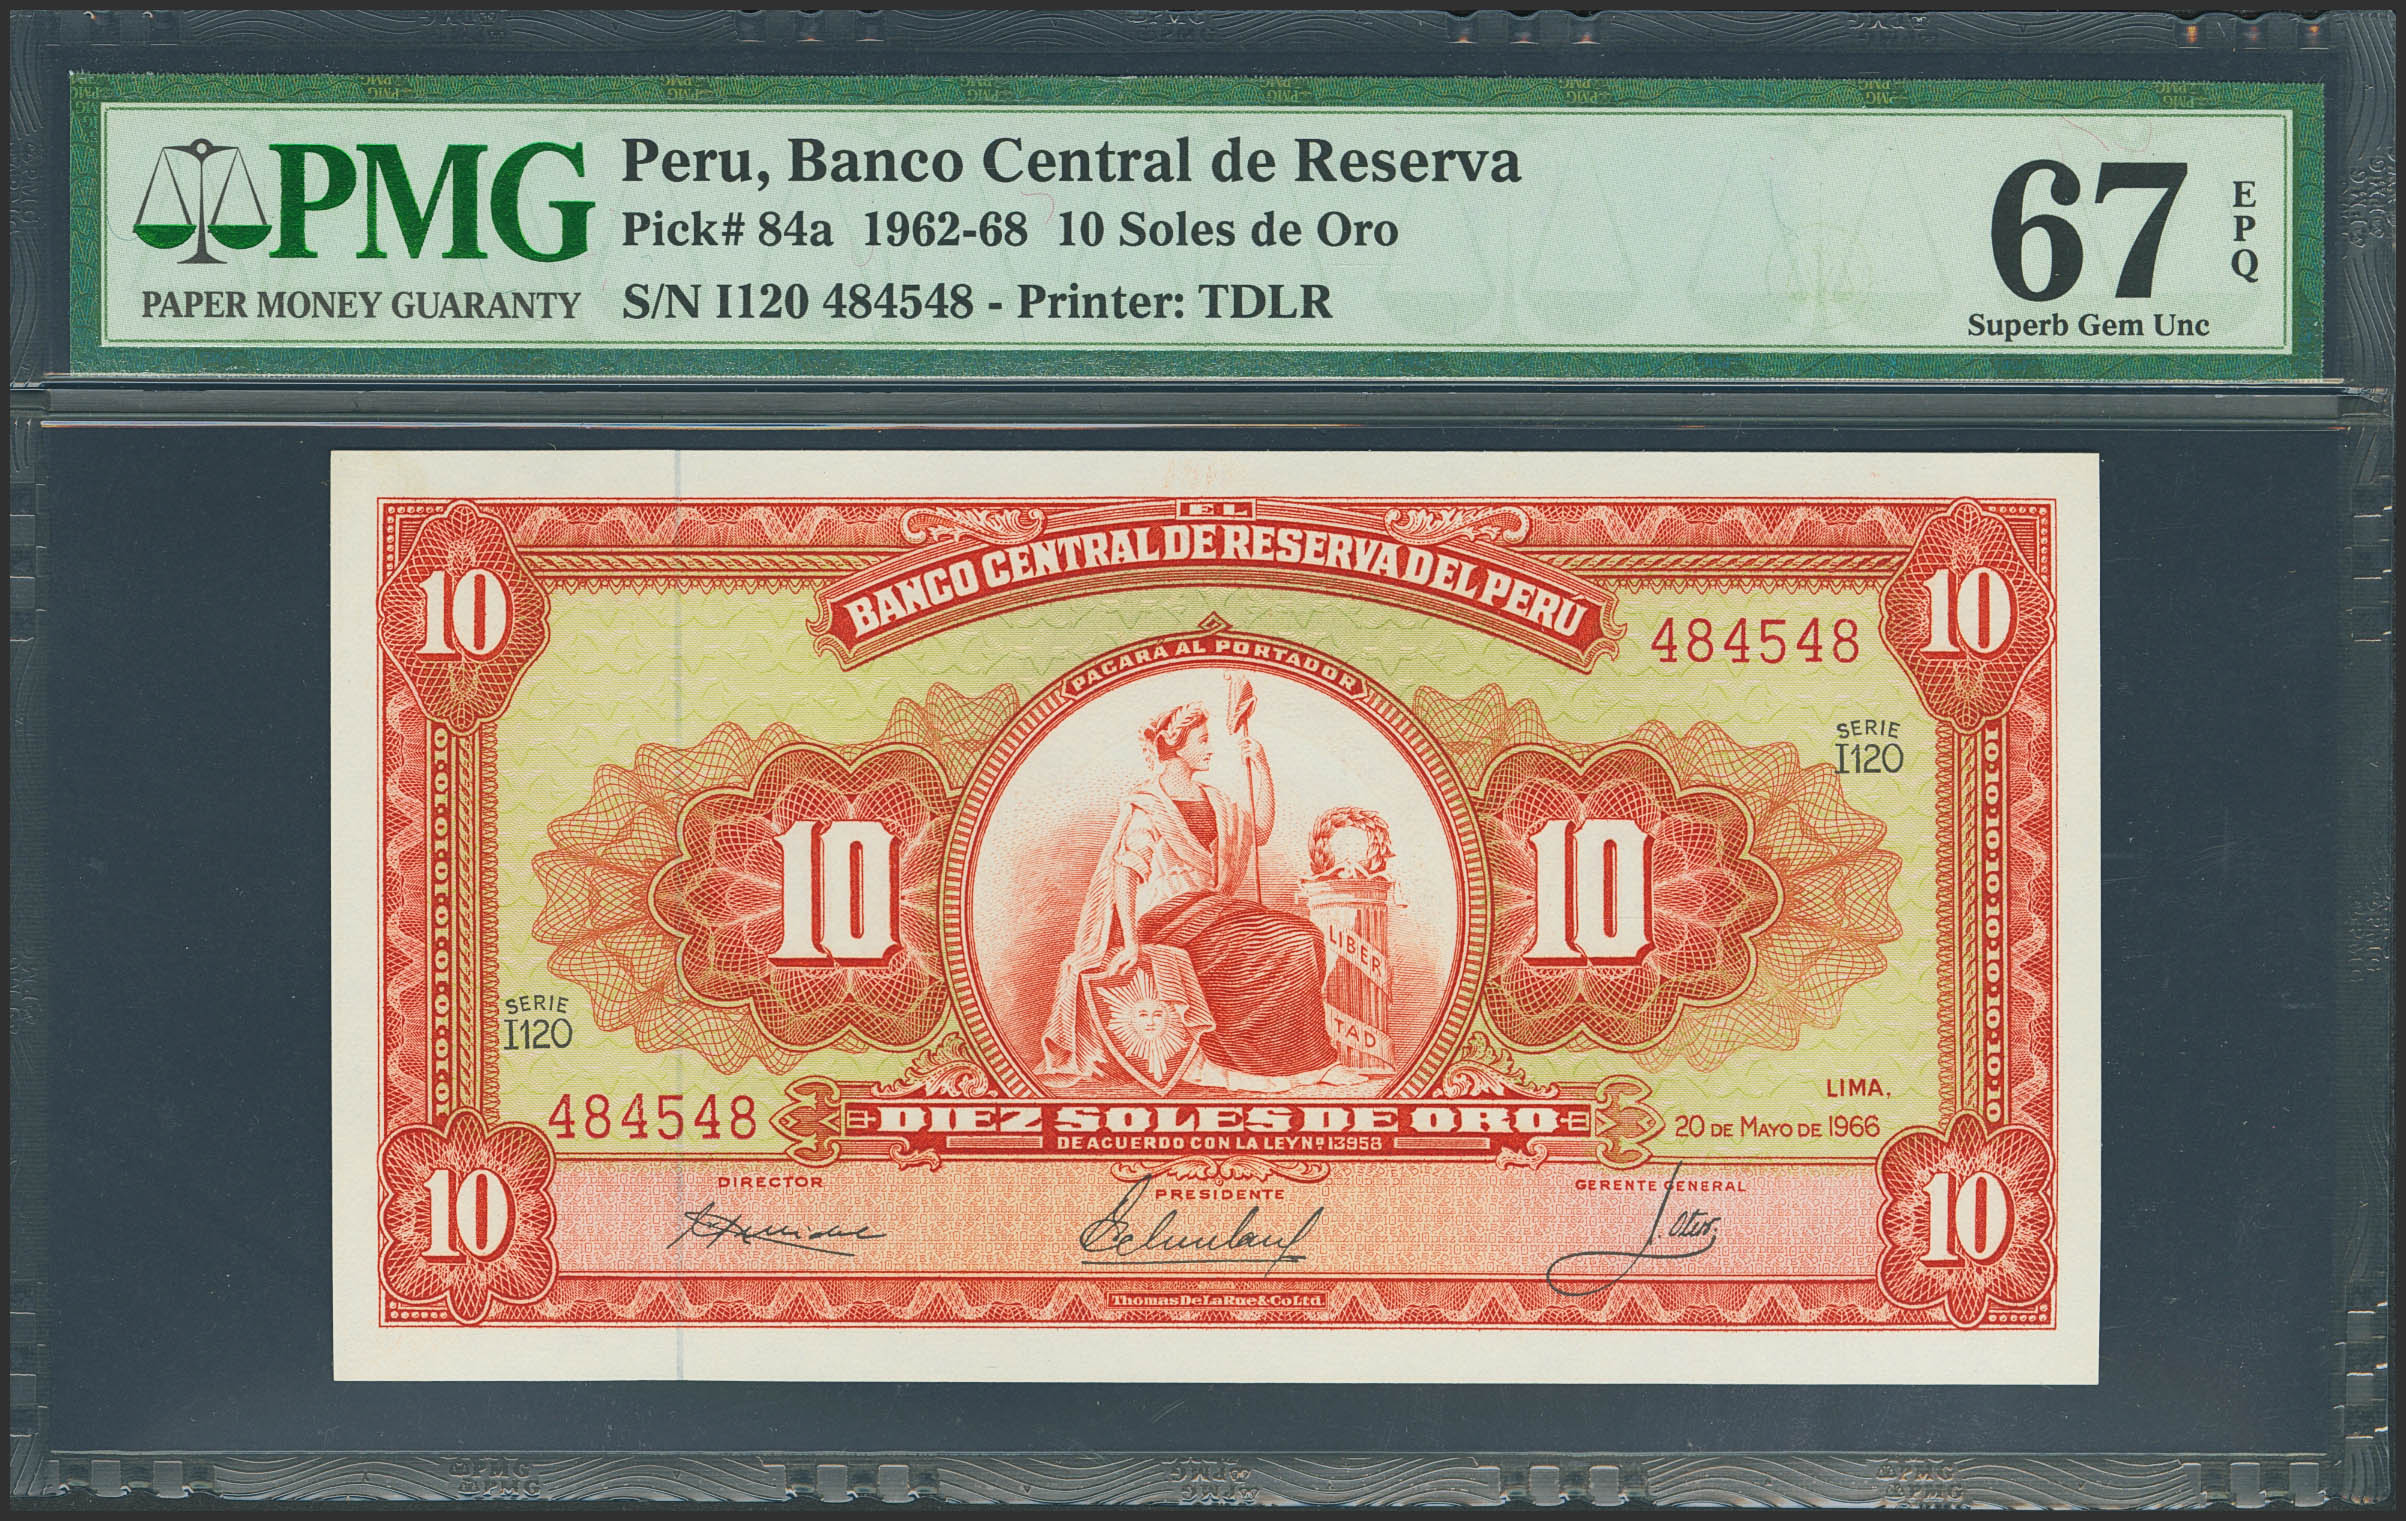 PMG
PAPER MONEY GUARANTY
Peru, Banco Central de Reserva
Pick# 84a 1962-68 10 Soles de Oro
S/N I120 484548 - Printer: TDLR
67
EPQ
Superb Gem Unc
EL
BANCO CENTRAL DE RESERVA DEL PERÚ
10
10
484548
PAGARÁ AL PORTADOR
SERIE
I120
10
10
LIBER
TAD
SERIE
I120
LIMA,
484548
DIEZ SOLES DE ORO
20 DE MAYO DE 1966
DE ACUERDO CON LA LEY Nº 13958
DIRECTOR
PRESIDENTE
GERENTE GENERAL
10
10
Thomas De La Rue & Co Ltd.